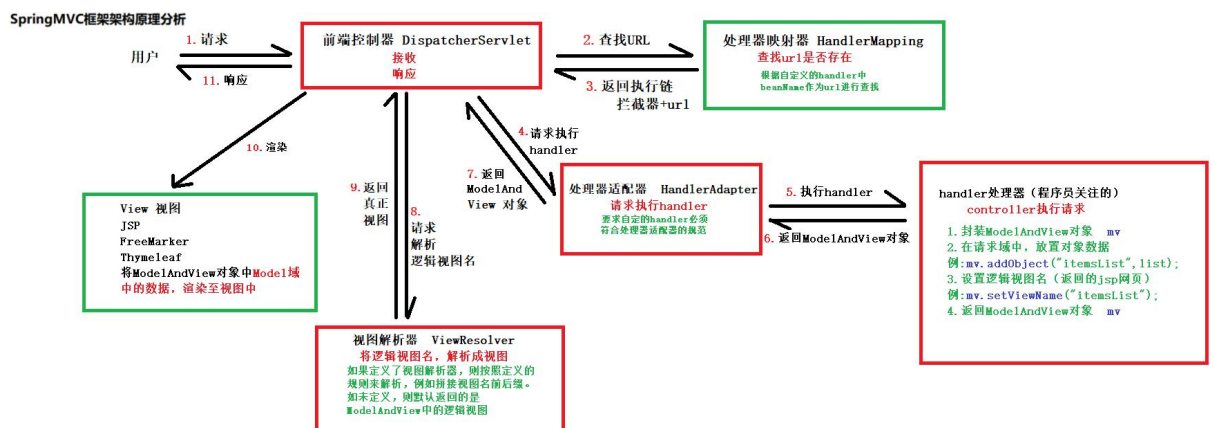 SpringMVC框架架构原理分析
用户
1.请求
11.响应
前端控制器 DispatcherServlet
接收
响应
2.查找URL
3.返回执行链
拦截器+url
处理器映射器 HandlerMapping
查找url是否存在
根据自定义的handler中
beanName作为url进行查找
4.请求执行
handler
7.返回
ModelAnd
View 对象
处理器适配器 HandlerAdapter
请求执行handler
要求自定的handler必须
符合处理器适配器的规范
5.执行handler
6.返回ModelAndView对象
handler处理器（程序员关注的）
controller执行请求
1.封装ModelAndView对象 mv
2.在请求域中，放置对象数据
例:mv.addObject("itemsList",list);
3.设置逻辑视图名（返回的jsp网页）
例:mv.setViewName("itemsList");
4.返回ModelAndView对象 mv
8.
请求
解析
逻辑视图名
9.返回
真正
视图
视图解析器 ViewResolver
将逻辑视图名，解析成视图
如果定义了视图解析器，则按照定义的
规则来解析，例如拼接视图名前后缀。
如未定义，则默认返回的是
ModelAndView中的逻辑视图
10.渲染
View 视图
JSP
FreeMarker
Thymeleaf
将ModelAndView对象中Model域
中的数据，渲染至视图中